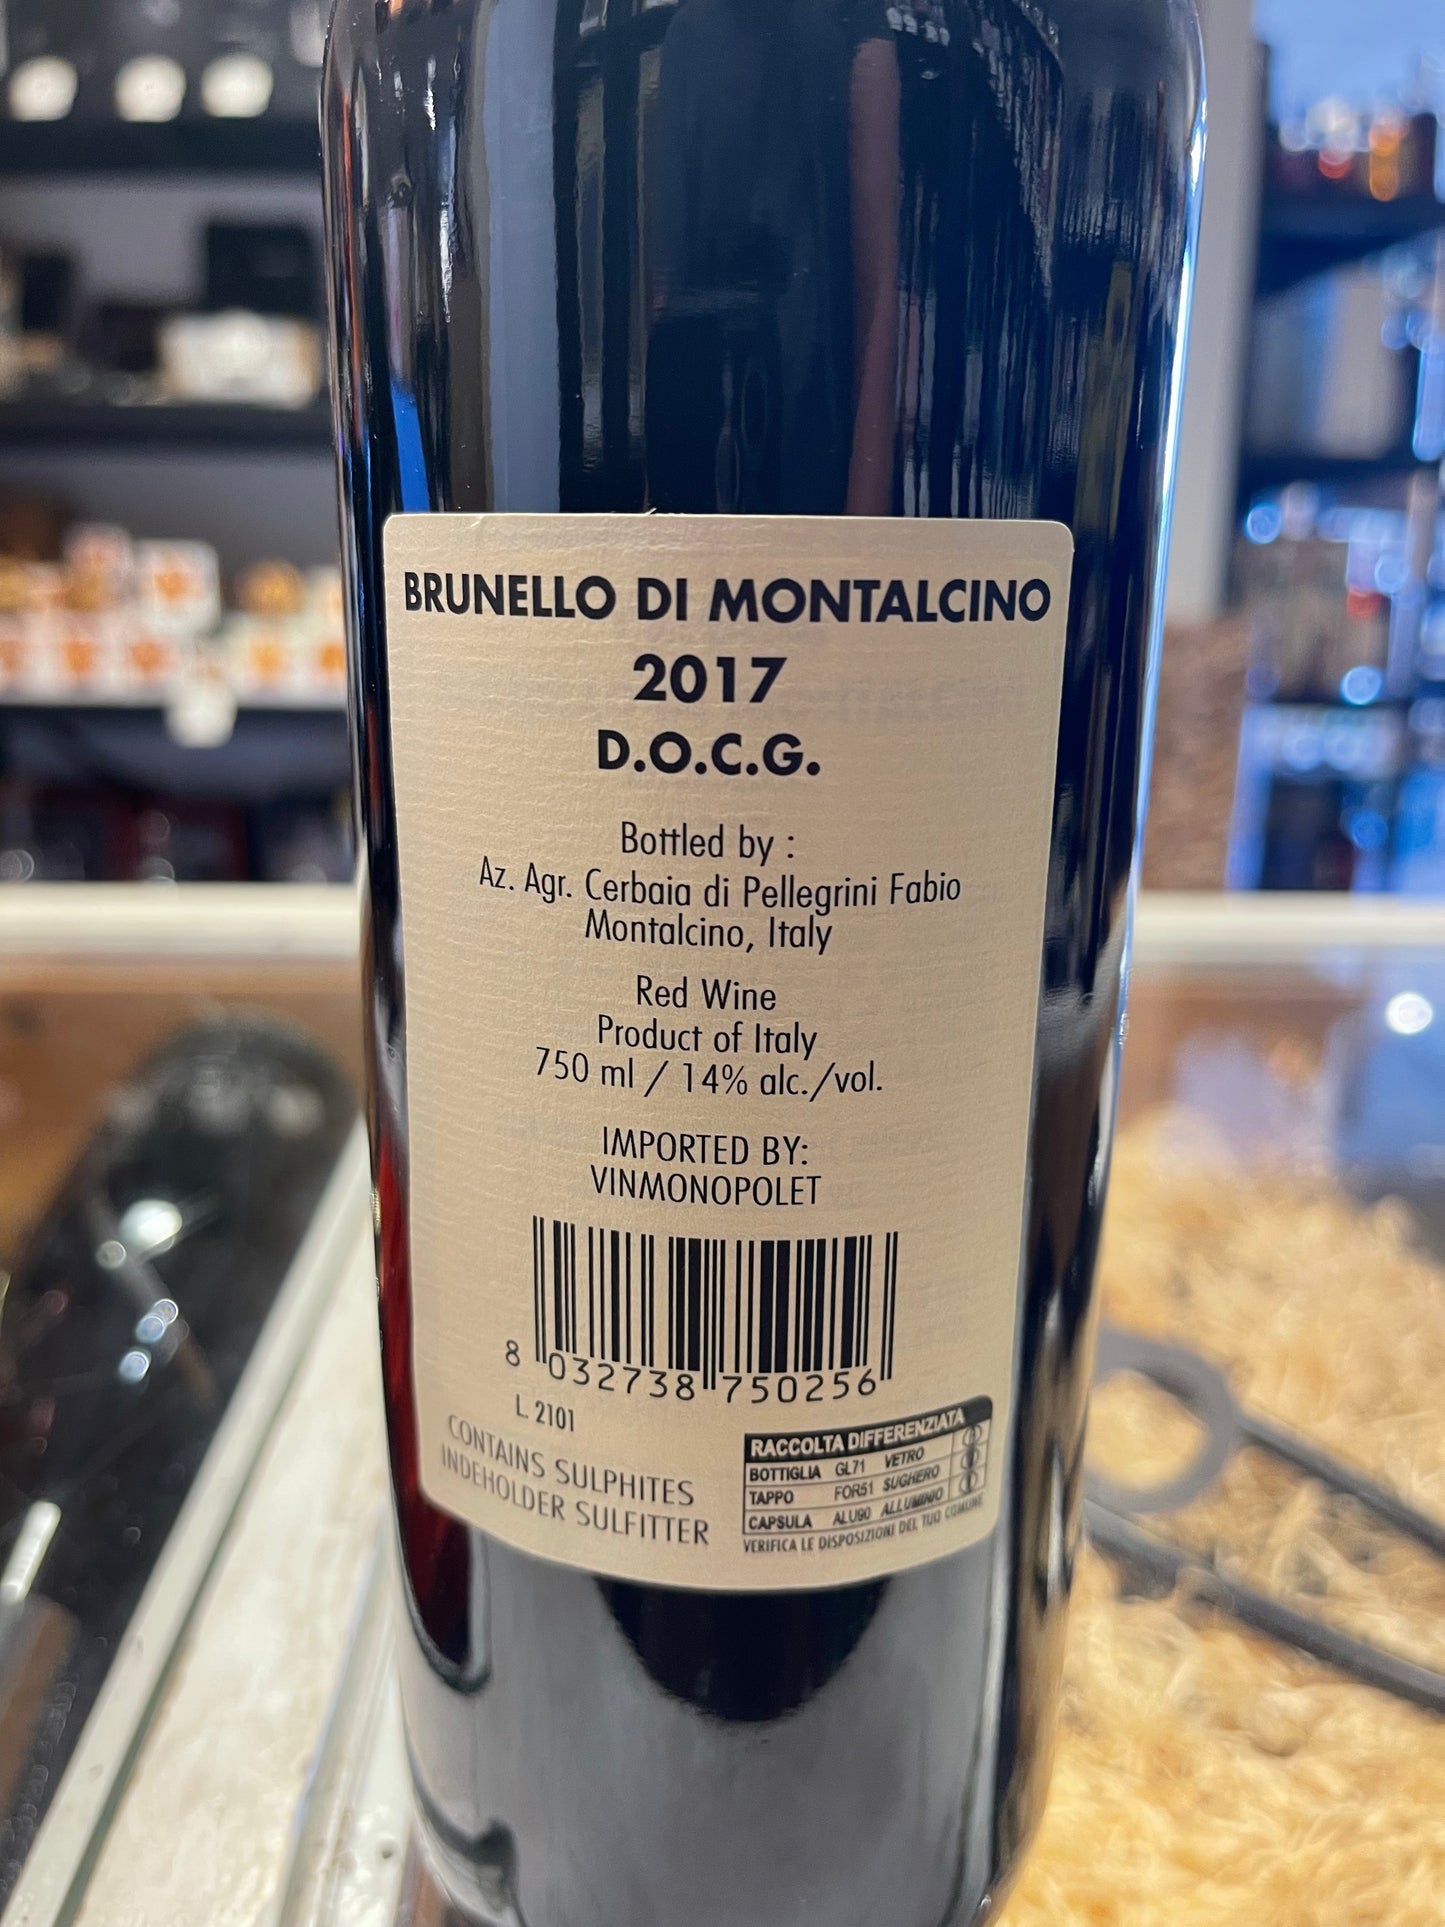 BRUNELLO DI MONTALCINO
2017
D.O.C.G.
Bottled by :
Az. Agr. Cerbaia di Pellegrini Fabio
Montalcino, Italy
Red Wine
Product of Italy
750 ml / 14% alc./vol.
IMPORTED BY:
VINMONOPOLET
8 032738 750256
L 2101
CONTAINS SULPHITES
INDEHOLDER SULFITTER
RACCOLTA DIFFERENZIATA
BOTTIGLIA GL71 VETRO
TAPPO FOR51 SUGHERO
CAPSULA ALU90 ALLUMINIO
VERIFICA LE DISPOSIZIONI DEL TUO COMUNE